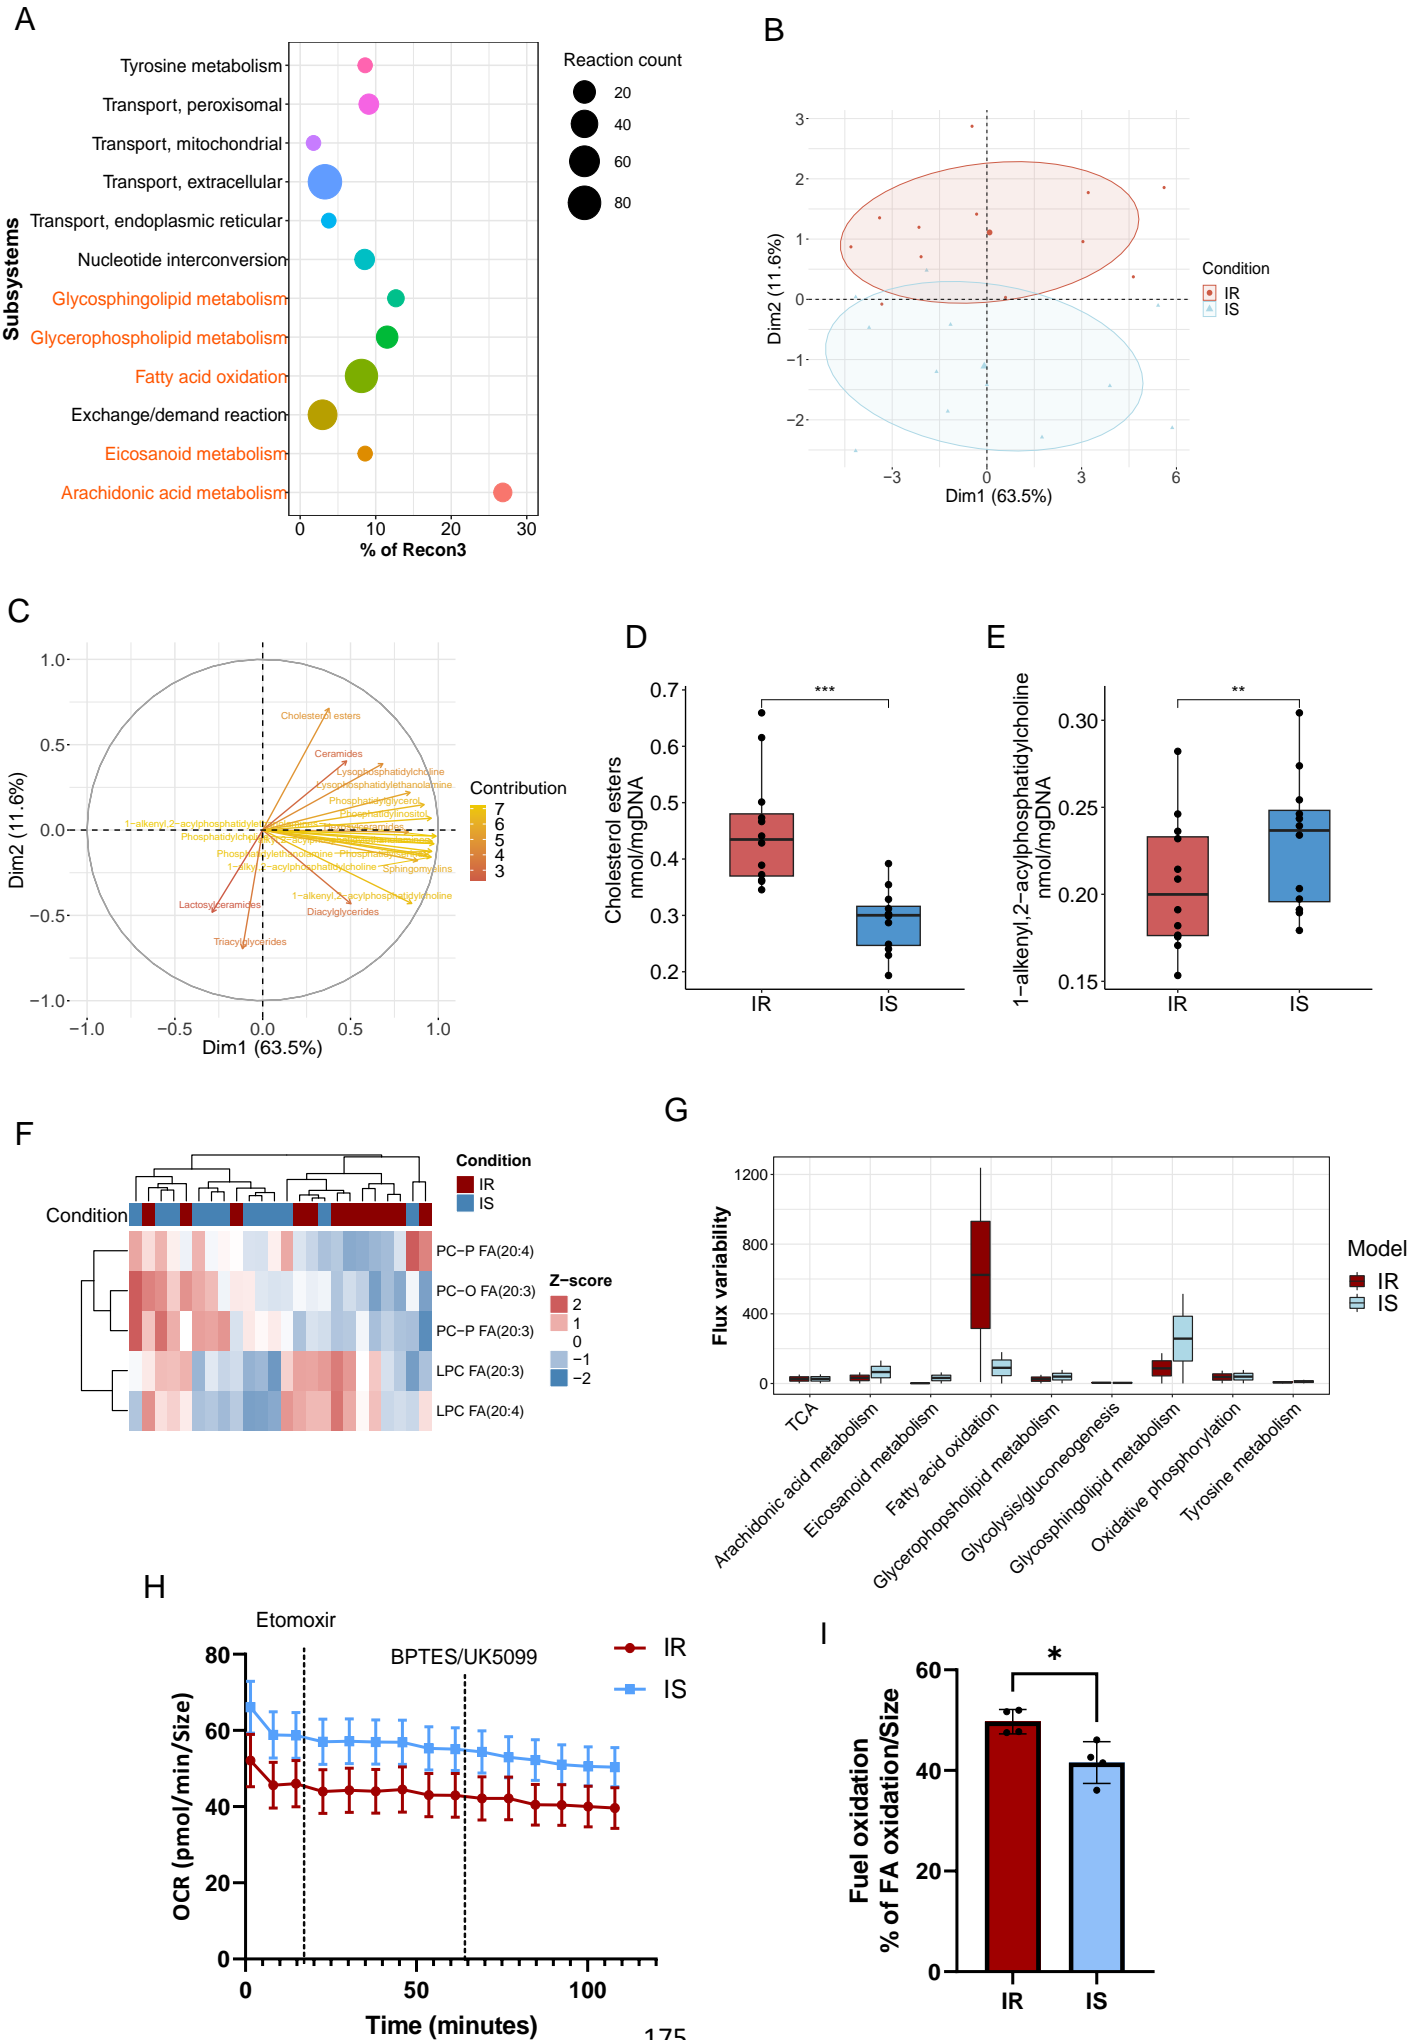 A
Subsystems
Tyrosine metabolism
Transport, peroxisomal
Transport, mitochondrial
Transport, extracellular
Transport, endoplasmic reticular
Nucleotide interconversion
Glycosphingolipid metabolism
Glycerophospholipid metabolism
Fatty acid oxidation
Exchange/demand reaction
Eicosanoid metabolism
Arachidonic acid metabolism
0 10 20 30
% of Recon3
Reaction count
20
40
60
80
B
3
2
1
0
−1
−2
Dim2 (11.6%)
−3 0 3 6
Dim1 (63.5%)
Condition
IR
IS
C
1.0
0.5
0.0
−0.5
−1.0
Dim2 (11.6%)
Cholesterol esters
Ceramides
Lysophosphatidylcholine
Lysophosphatidylethanolamine
Phosphatidylglycerol
Phosphatidylinositol
Sphingomyelins
1−alkenyl,2−acylphosphatidylcholine
Diacylglycerides
Lactosylceramides
Triacylglycerides
−1.0 −0.5 0.0 0.5 1.0
Dim1 (63.5%)
Contribution
7
6
5
4
3
D
Cholesterol esters
nmol/mgDNA
0.7
0.6
0.5
0.4
0.3
0.2
***
IR IS
E
1−alkenyl,2−acylphosphatidylcholine
nmol/mgDNA
0.30
0.25
0.20
0.15
**
IR IS
F
Condition
PC−P FA(20:4)
PC−O FA(20:3)
PC−P FA(20:3)
LPC FA(20:3)
LPC FA(20:4)
Condition
IR
IS
Z−score
2
1
0
−1
−2
G
Flux variability
1200
800
400
0
TCA
Arachidonic acid metabolism
Eicosanoid metabolism
Fatty acid oxidation
Glycerophopsholipid metabolism
Glycolysis/gluconeogenesis
Glycosphingolipid metabolism
Oxidative phosphorylation
Tyrosine metabolism
Model
IR
IS
H
Etomoxir
BPTES/UK5099
IR
IS
OCR (pmol/min/Size)
80
60
40
20
0
0 50 100
Time (minutes)
I
Fuel oxidation
% of FA oxidation/Size
60
40
20
0
*
IR IS
175